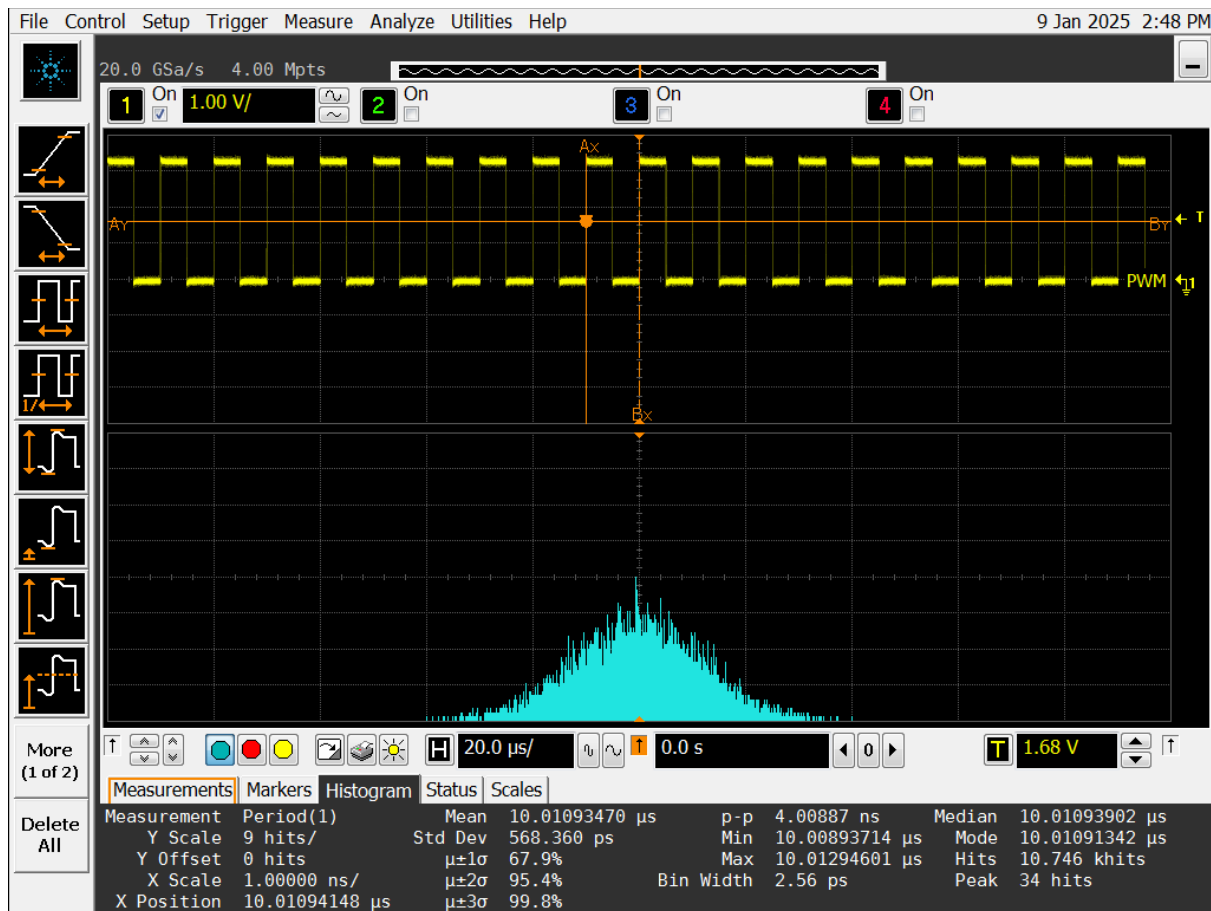 File Control Setup Trigger Measure Analyze Utilities Help 9 Jan 2025 2:48 PM
20.0 GSa/s 4.00 Mpts
1 On 1.00 V/ 2 On 3 On 4 On
Ax
AY BY T
PWM 1
Bx
1/
More
(1 of 2)
Delete
All
H 20.0 µs/ 0.0 s 0 T 1.68 V
Measurements Markers Histogram Status Scales
Measurement Period(1) Mean 10.01093470 µs p-p 4.00887 ns Median 10.01093902 µs
Y Scale 9 hits/ Std Dev 568.360 ps Min 10.00893714 µs Mode 10.01091342 µs
Y Offset 0 hits µ±1σ 67.9% Max 10.01294601 µs Hits 10.746 khits
X Scale 1.00000 ns/ µ±2σ 95.4% Bin Width 2.56 ps Peak 34 hits
X Position 10.01094148 µs µ±3σ 99.8%